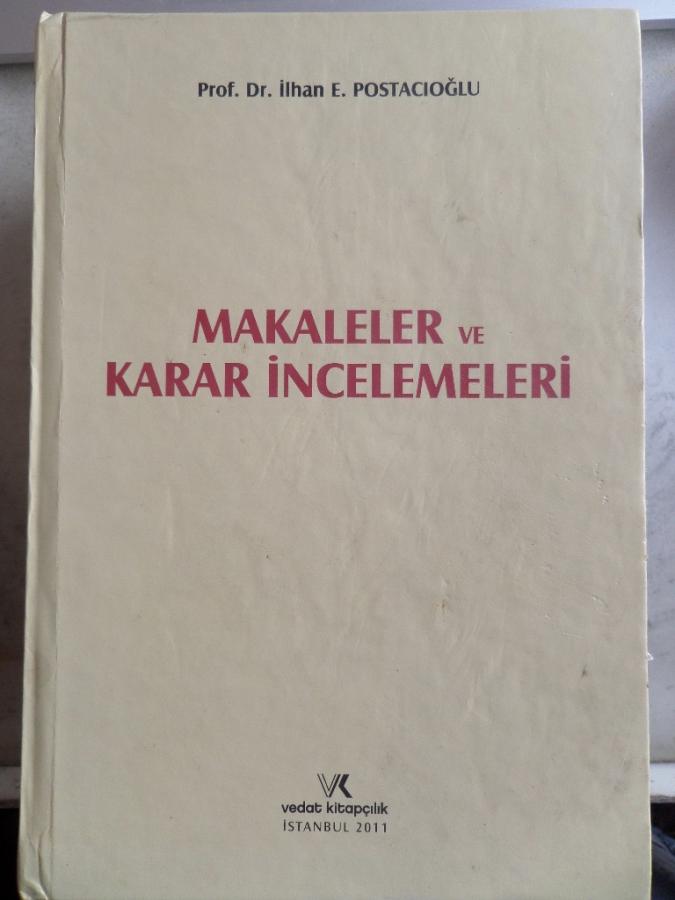 Prof. Dr. İlhan E. POSTACIOĞLU
MAKALELER VE
KARAR İNCELEMELERİ
VK
vedat kitapçılık
İSTANBUL 2011